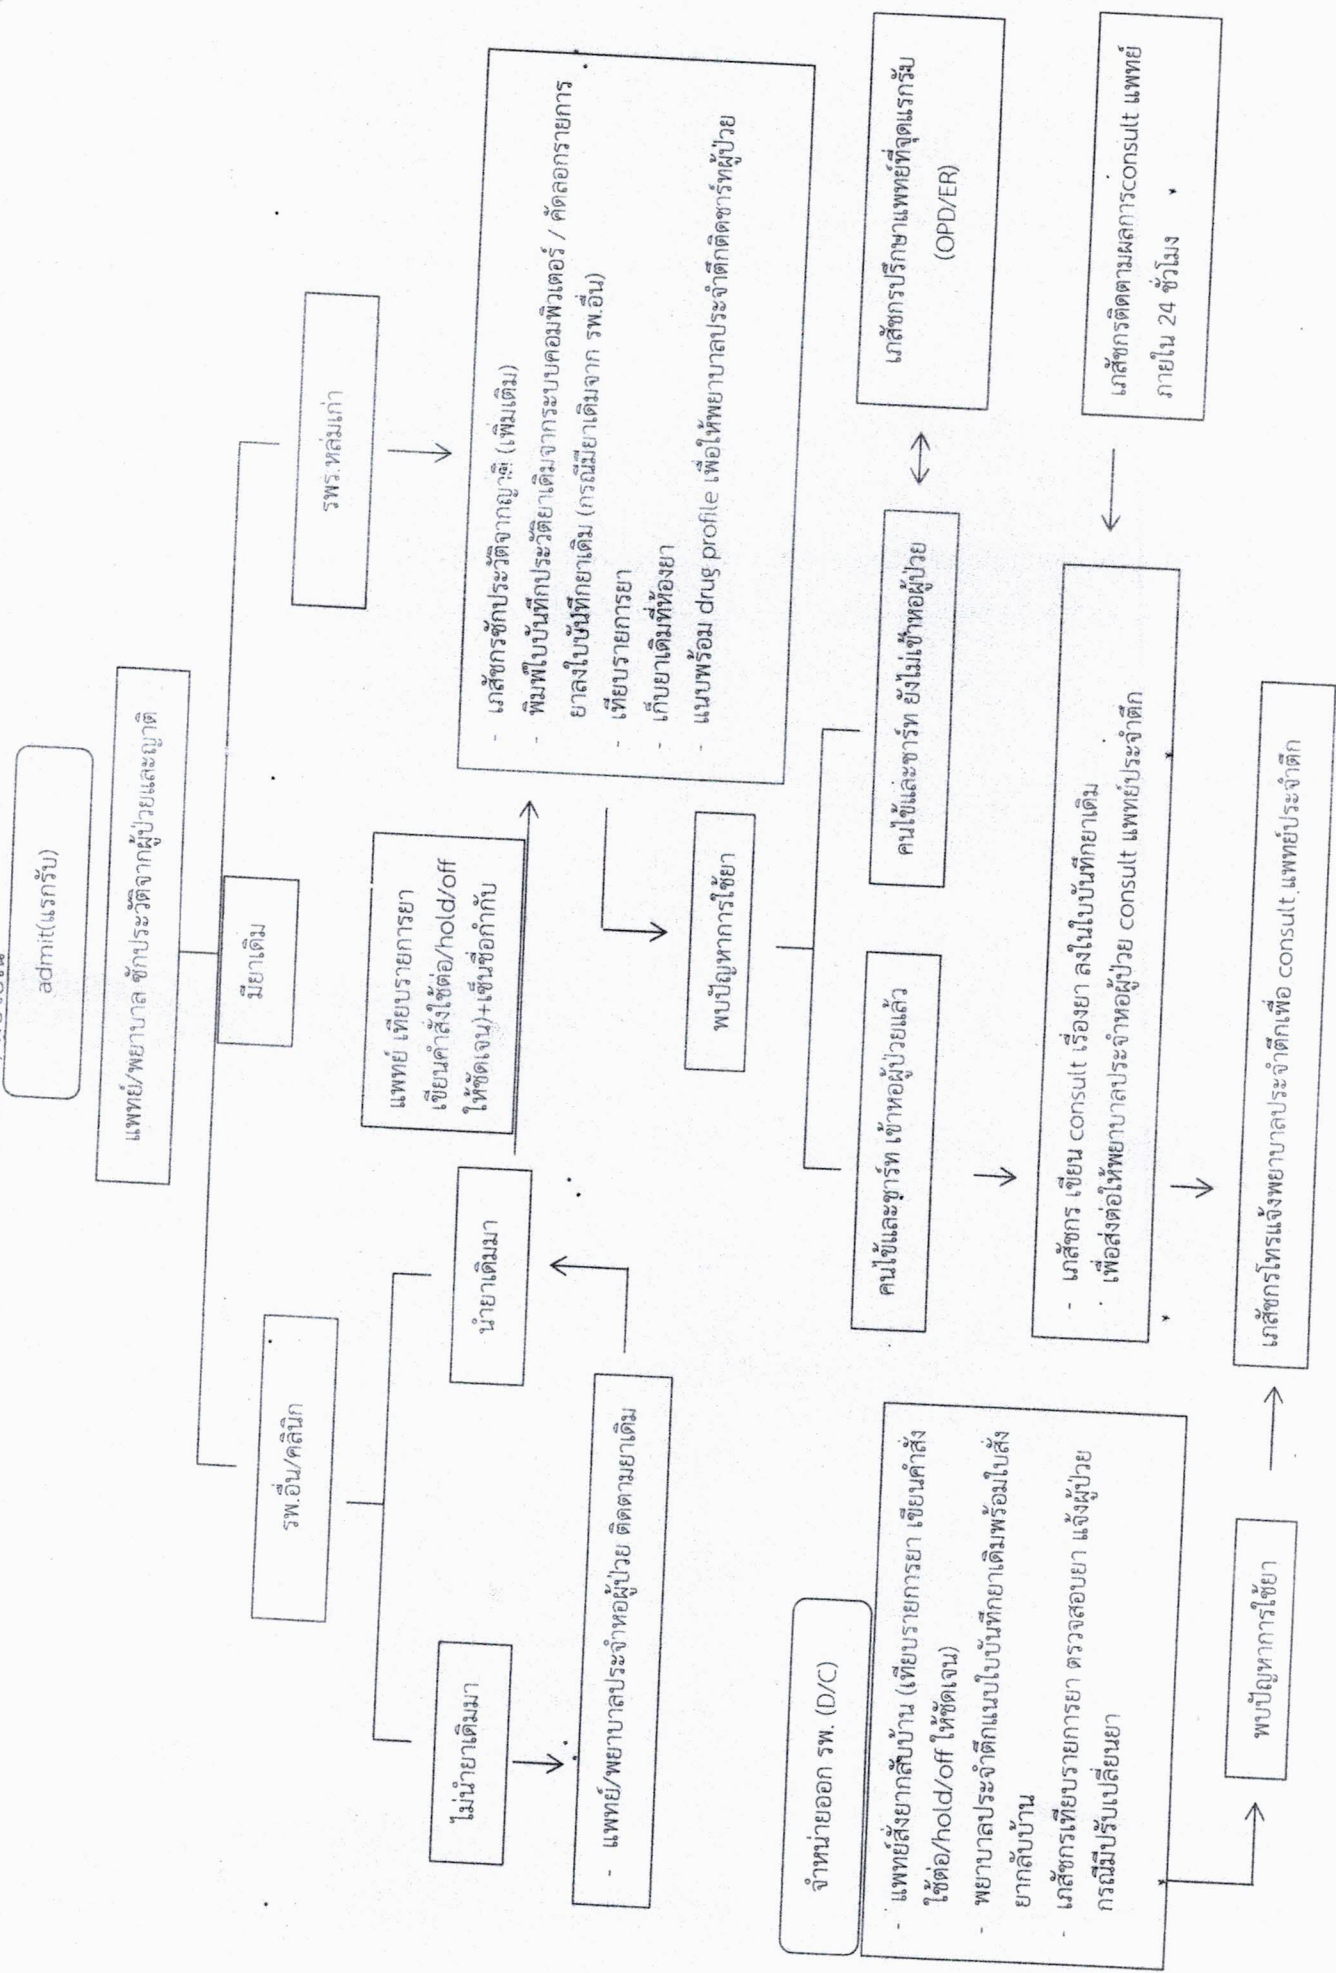 admit(แรกรับ)
แพทย์/พยาบาล ซักประวัติจากผู้ป่วยและญาติ
รพ.อื่น/คลินิก
มียาเดิม
รพร.หล่มเก่า
ไม่นำยาเดิมมา
นำยาเดิมมา
แพทย์ เทียบรายการยา
เขียนคำสั่งใช้ต่อ/hold/off
ให้ชัดเจน)+เซ็นชื่อกำกับ
- เภสัชกรซักประวัติจากญาติ (เพิ่มเติม)
- พิมพ์ใบบันทึกประวัติยาเดิมจากระบบคอมพิวเตอร์ / คัดลอกรายการ
ยาลงใบบันทึกยาเดิม (กรณีมียาเดิมจาก รพ.อื่น)
- เทียบรายการยา
- เก็บยาเดิมที่ห้องยา
- แนบพร้อม drug profile เพื่อให้พยาบาลประจำตึกติดชาร์ทผู้ป่วย
- แพทย์/พยาบาลประจำหอผู้ป่วย ติดตามยาเดิม
พบปัญหาการใช้ยา
คนไข้และชาร์ท เข้าหอผู้ป่วยแล้ว
คนไข้และชาร์ท ยังไม่เข้าหอผู้ป่วย
เภสัชกรปรึกษาแพทย์ที่จุดแรกรับ
(OPD/ER)
- เภสัชกร เขียน consult เรื่องยา ลงในใบบันทึกยาเดิม
เพื่อส่งต่อให้พยาบาลประจำหอผู้ป่วย consult แพทย์ประจำตึก
เภสัชกรติดตามผลการconsult แพทย์
ภายใน 24 ชั่วโมง
เภสัชกรโทรแจ้งพยาบาลประจำตึกเพื่อ consult แพทย์ประจำตึก
จำหน่ายออก รพ. (D/C)
- แพทย์สั่งยากลับบ้าน (เทียบรายการยา เขียนคำสั่ง
ใช้ต่อ/hold/off ให้ชัดเจน)
- พยาบาลประจำตึกแนบใบบันทึกยาเดิมพร้อมใบสั่ง
ยากลับบ้าน
- เภสัชกรเทียบรายการยา ตรวจสอบยา แจ้งผู้ป่วย
กรณีมีปรับเปลี่ยนยา
พบปัญหาการใช้ยา